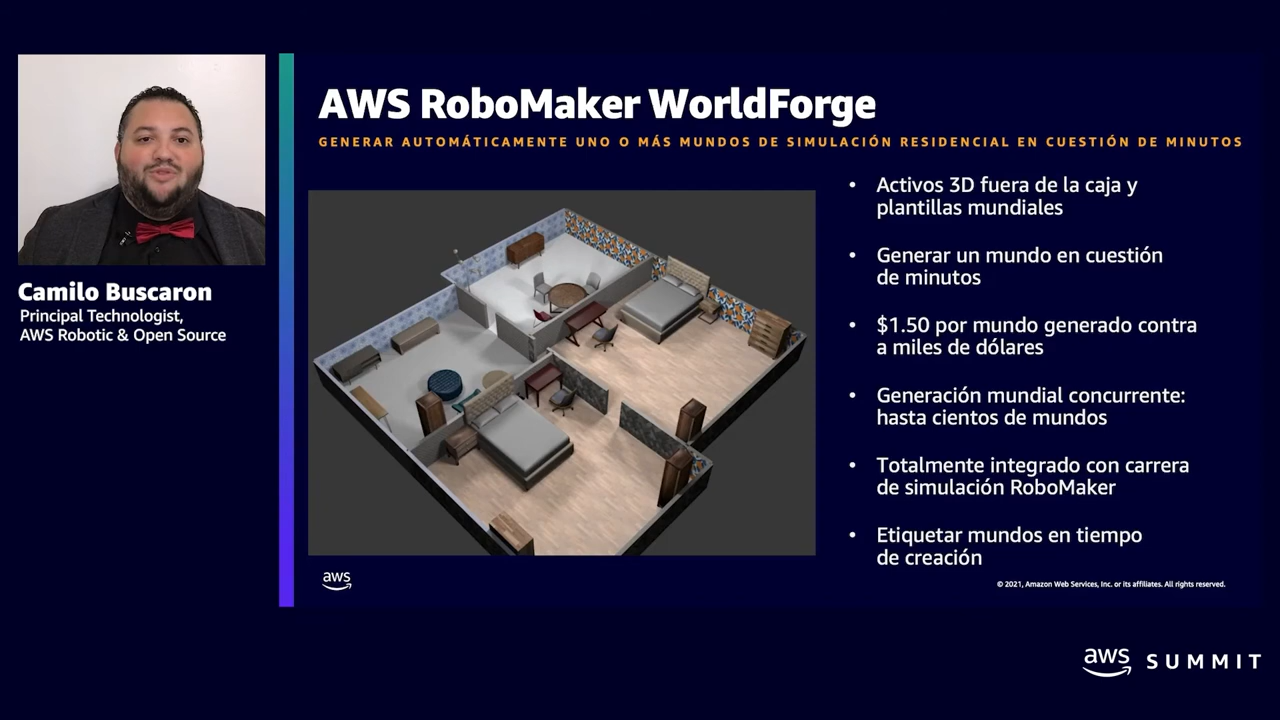 AWS RoboMaker WorldForge
GENERAR AUTOMÁTICAMENTE UNO O MÁS MUNDOS DE SIMULACIÓN RESIDENCIAL EN CUESTIÓN DE MINUTOS
Camilo Buscaron
Principal Technologist,
AWS Robotic & Open Source
• Activos 3D fuera de la caja y
plantillas mundiales
• Generar un mundo en cuestión
de minutos
• $1.50 por mundo generado contra
a miles de dólares
• Generación mundial concurrente:
hasta cientos de mundos
• Totalmente integrado con carrera
de simulación RoboMaker
• Etiquetar mundos en tiempo
de creación
aws
© 2021, Amazon Web Services, Inc. or its affiliates. All rights reserved.
aws SUMMIT